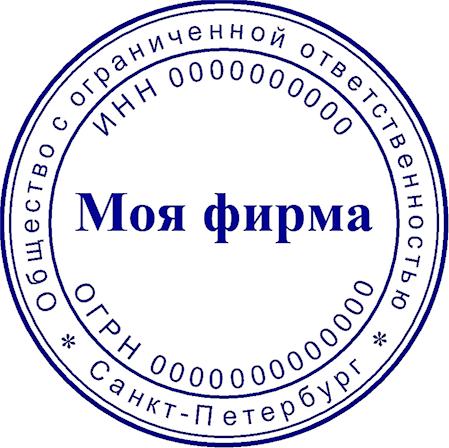 Общество с ограниченной ответственностью
ИНН 0000000000
Моя фирма
ОГРН 0000000000000
* Санкт-Петербург *